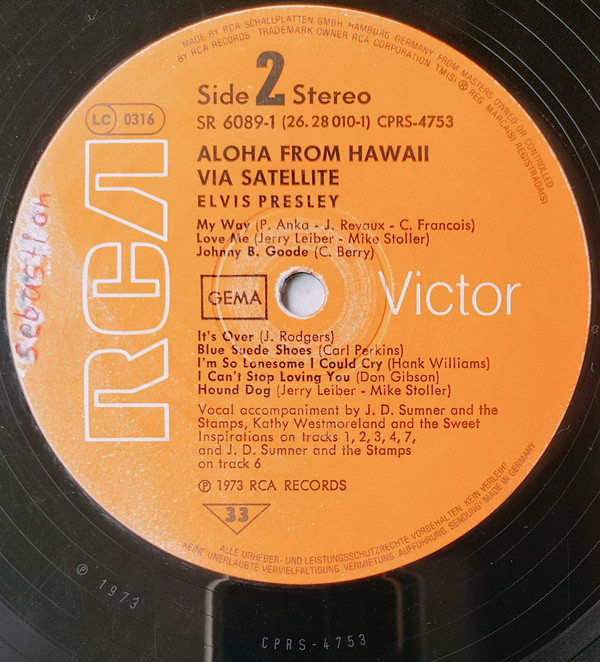 MADE BY RCA SCHALLPLATTEN GMBH HAMBURG GERMANY FROM MASTERS OWNED OR CONTROLLED
BY RCA RECORDS TRADEMARK OWNER RCA CORPORATION TM(S) ® REG MARCA(S) REGISTRADA(S)
Side 2 Stereo
LC 0316
SR 6089-1 (26.28 010-1) CPRS-4753
ALOHA FROM HAWAII
VIA SATELLITE
ELVIS PRESLEY
My Way (P. Anka - J. Revaux - C. Francois)
Love Me (Jerry Leiber - Mike Stoller)
Johnny B. Goode (C. Berry)
GEMA
Victor
RCA
Sebastian
It's Over (J. Rodgers)
Blue Suede Shoes (Carl Perkins)
I'm So Lonesome I Could Cry (Hank Williams)
I Can't Stop Loving You (Don Gibson)
Hound Dog (Jerry Leiber - Mike Stoller)
Vocal accompaniment by J. D. Sumner and the
Stamps, Kathy Westmoreland and the Sweet
Inspirations on tracks 1, 2, 3, 4, 7,
and J. D. Sumner and the Stamps
on track 6
℗ 1973 RCA RECORDS
33
ALLE URHEBER- UND LEISTUNGSSCHUTZRECHTE VORBEHALTEN. KEIN VERLEIH!
KEINE UNERLAUBTE VERVIELFÄLTIGUNG, VERMIETUNG, AUFFÜHRUNG, SENDUNG! MADE IN GERMANY
℗ 1973
CPRS-4753